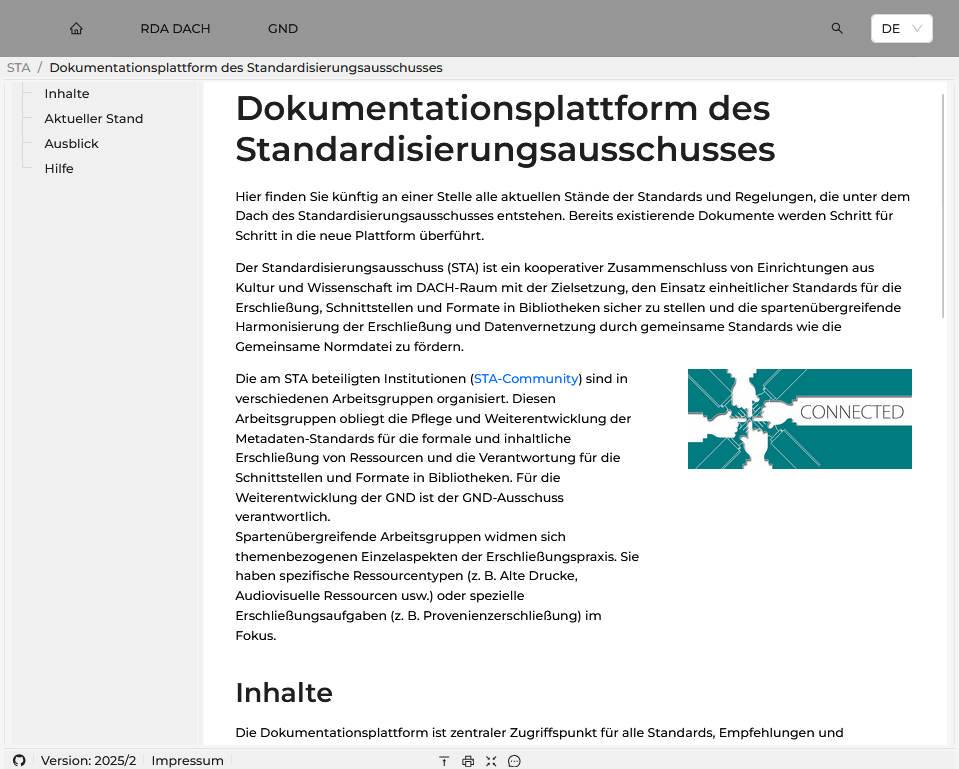 RDA DACH
GND
DE
STA / Dokumentationsplattform des Standardisierungsausschusses
Inhalte
Aktueller Stand
Ausblick
Hilfe
Dokumentationsplattform des
Standardisierungsausschusses
Hier finden Sie künftig an einer Stelle alle aktuellen Stände der Standards und Regelungen, die unter dem
Dach des Standardisierungsausschusses entstehen. Bereits existierende Dokumente werden Schritt für
Schritt in die neue Plattform überführt.
Der Standardisierungsausschuss (STA) ist ein kooperativer Zusammenschluss von Einrichtungen aus
Kultur und Wissenschaft im DACH-Raum mit der Zielsetzung, den Einsatz einheitlicher Standards für die
Erschließung, Schnittstellen und Formate in Bibliotheken sicher zu stellen und die spartenübergreifende
Harmonisierung der Erschließung und Datenvernetzung durch gemeinsame Standards wie die
Gemeinsame Normdatei zu fördern.
Die am STA beteiligten Institutionen (STA-Community) sind in
verschiedenen Arbeitsgruppen organisiert. Diesen
Arbeitsgruppen obliegt die Pflege und Weiterentwicklung der
Metadaten-Standards für die formale und inhaltliche
Erschließung von Ressourcen und die Verantwortung für die
Schnittstellen und Formate in Bibliotheken. Für die
Weiterentwicklung der GND ist der GND-Ausschuss
verantwortlich.
Spartenübergreifende Arbeitsgruppen widmen sich
themenbezogenen Einzelaspekten der Erschließungspraxis. Sie
haben spezifische Ressourcentypen (z. B. Alte Drucke,
Audiovisuelle Ressourcen usw.) oder spezielle
Erschließungsaufgaben (z. B. Provenienzerschließung) im
Fokus.
CONNECTED
Inhalte
Die Dokumentationsplattform ist zentraler Zugriffspunkt für alle Standards, Empfehlungen und
Version: 2025/2
Impressum